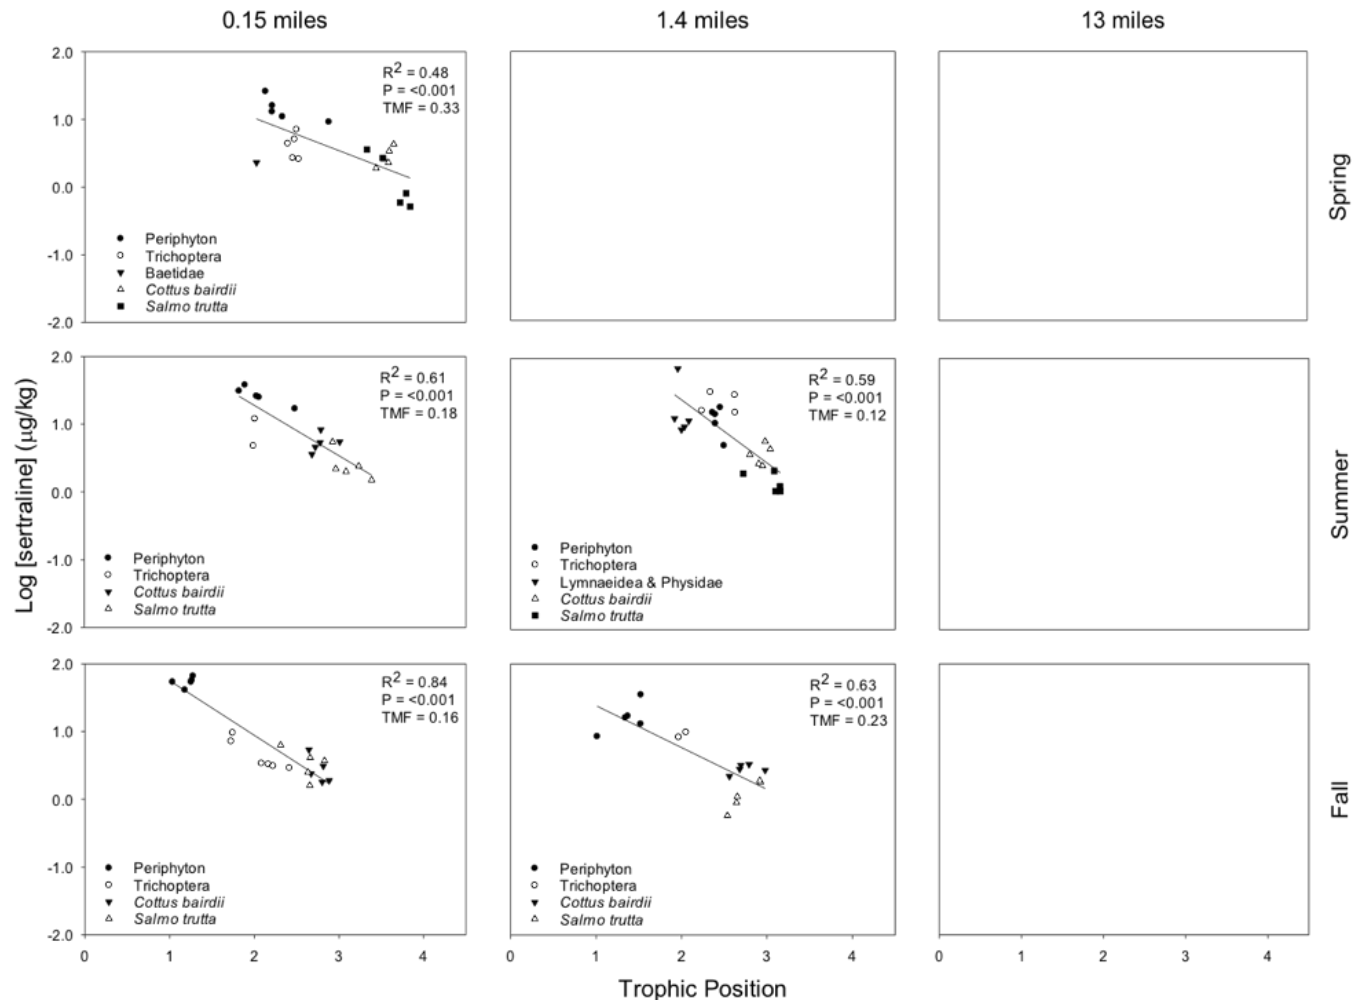 0.15 miles 1.4 miles 13 miles
2.0
1.0
0.0
-1.0
-2.0
R2 = 0.48
P = <0.001
TMF = 0.33
Periphyton
Trichoptera
Baetidae
Cottus bairdii
Salmo trutta
Spring
2.0
1.0
0.0
-1.0
-2.0
R2 = 0.61
P = <0.001
TMF = 0.18
Periphyton
Trichoptera
Cottus bairdii
Salmo trutta
R2 = 0.59
P = <0.001
TMF = 0.12
Periphyton
Trichoptera
Lymnaeidea & Physidae
Cottus bairdii
Salmo trutta
Summer
Log [sertraline] (μg/kg)
2.0
1.0
0.0
-1.0
-2.0
R2 = 0.84
P = <0.001
TMF = 0.16
Periphyton
Trichoptera
Cottus bairdii
Salmo trutta
R2 = 0.63
P = <0.001
TMF = 0.23
Periphyton
Trichoptera
Cottus bairdii
Salmo trutta
Fall
0 1 2 3 4 0 1 2 3 4 0 1 2 3 4
Trophic Position